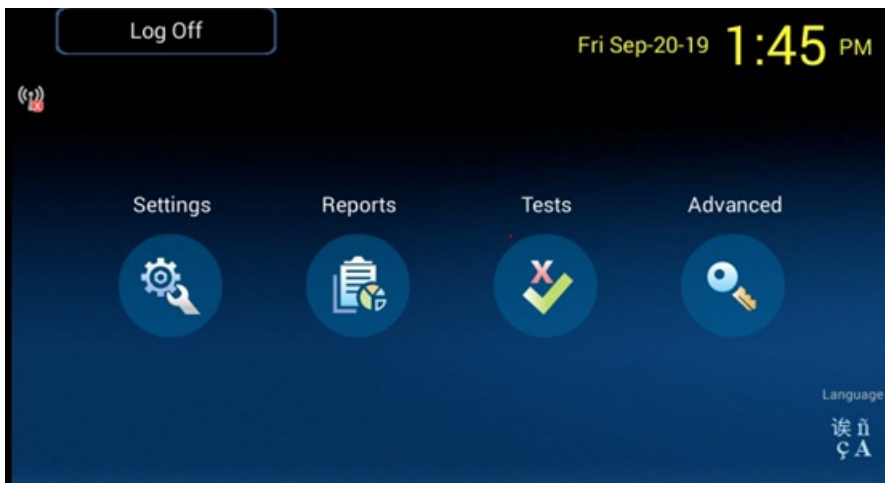 Log Off
Fri Sep-20-19 1:45 PM
Settings Reports Tests Advanced
Language
诶 ñ
ç A